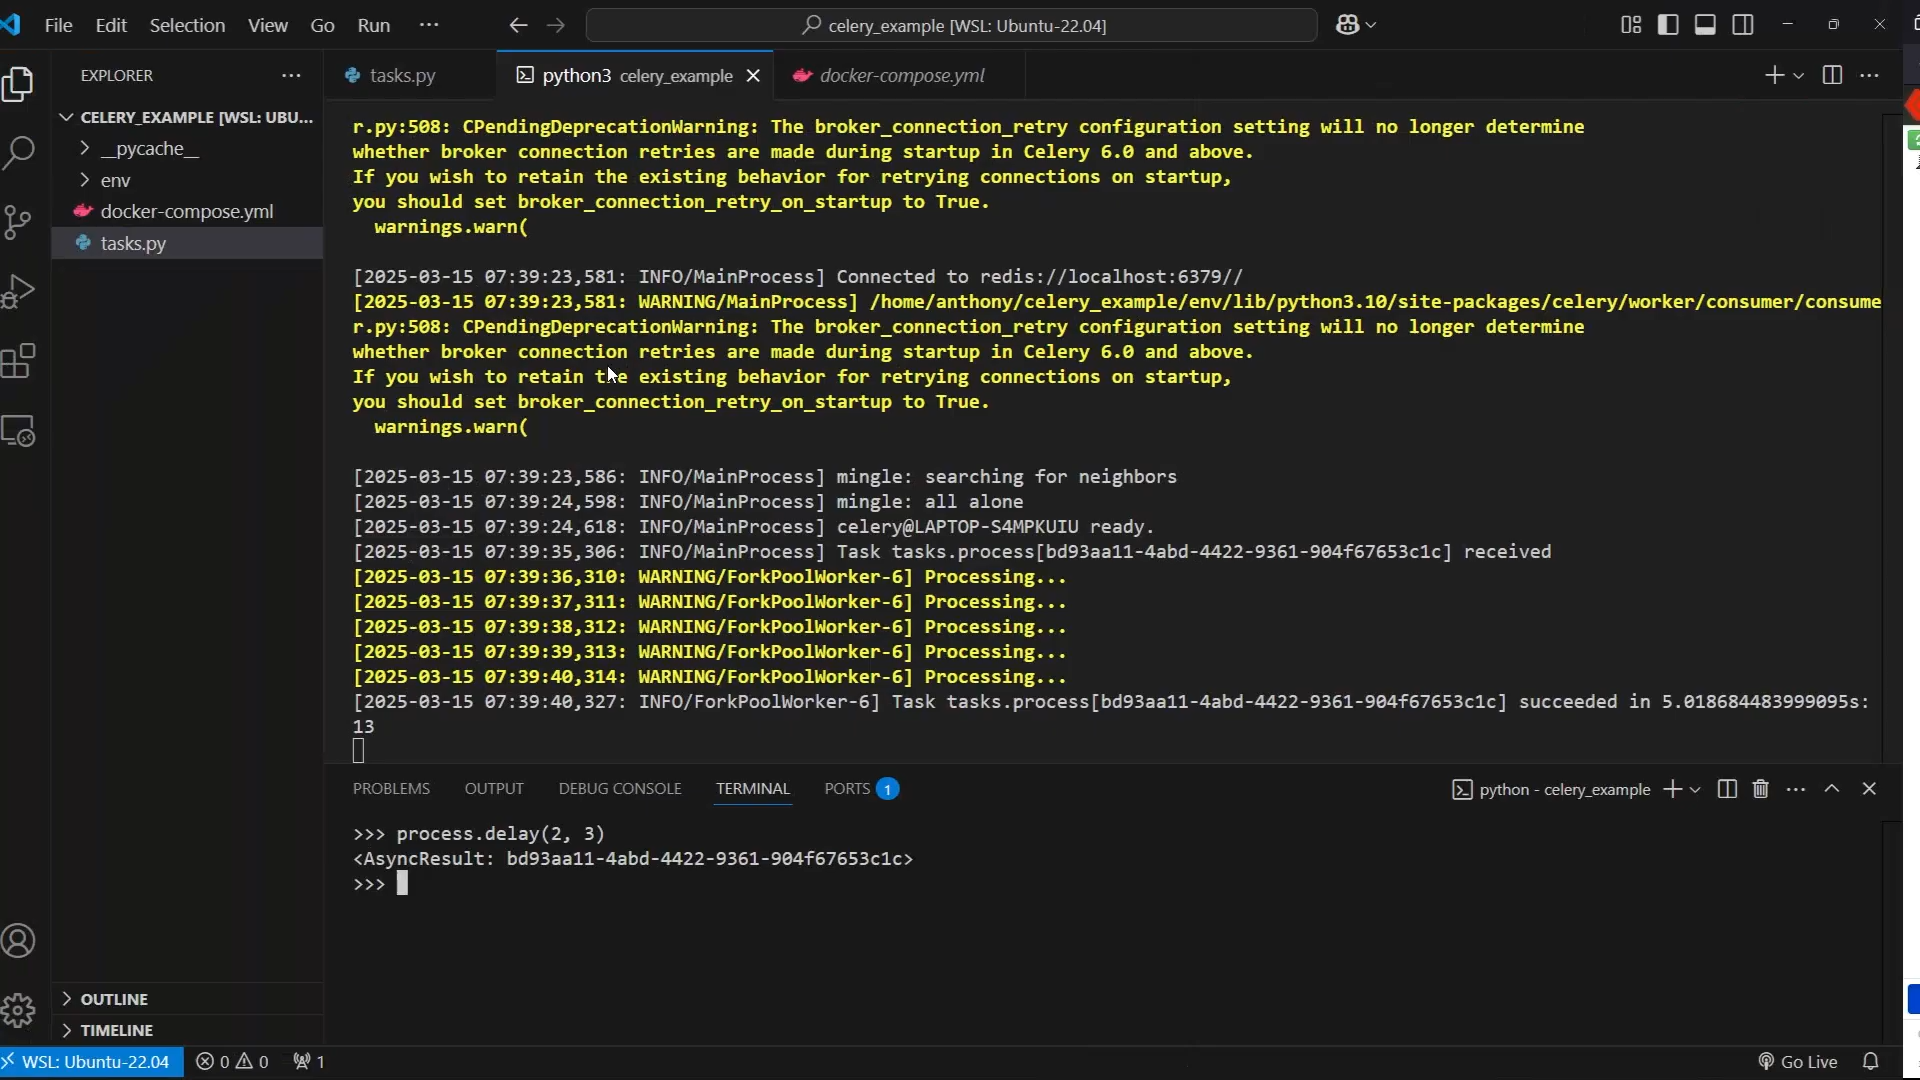 File Edit Selection View Go Run ··· celery_example [WSL: Ubuntu-22.04]
EXPLORER ···
CELERY_EXAMPLE [WSL: UBU...
__pycache__
env
docker-compose.yml
tasks.py
tasks.py python3 celery_example docker-compose.yml
r.py:508: CPendingDeprecationWarning: The broker_connection_retry configuration setting will no longer determine
whether broker connection retries are made during startup in Celery 6.0 and above.
If you wish to retain the existing behavior for retrying connections on startup,
you should set broker_connection_retry_on_startup to True.
warnings.warn(
[2025-03-15 07:39:23,581: INFO/MainProcess] Connected to redis://localhost:6379//
[2025-03-15 07:39:23,581: WARNING/MainProcess] /home/anthony/celery_example/env/lib/python3.10/site-packages/celery/worker/consumer/consume
r.py:508: CPendingDeprecationWarning: The broker_connection_retry configuration setting will no longer determine
whether broker connection retries are made during startup in Celery 6.0 and above.
If you wish to retain the existing behavior for retrying connections on startup,
you should set broker_connection_retry_on_startup to True.
warnings.warn(
[2025-03-15 07:39:23,586: INFO/MainProcess] mingle: searching for neighbors
[2025-03-15 07:39:24,598: INFO/MainProcess] mingle: all alone
[2025-03-15 07:39:24,618: INFO/MainProcess] celery@LAPTOP-S4MPKUIU ready.
[2025-03-15 07:39:35,306: INFO/MainProcess] Task tasks.process[bd93aa11-4abd-4422-9361-904f67653c1c] received
[2025-03-15 07:39:36,310: WARNING/ForkPoolWorker-6] Processing...
[2025-03-15 07:39:37,311: WARNING/ForkPoolWorker-6] Processing...
[2025-03-15 07:39:38,312: WARNING/ForkPoolWorker-6] Processing...
[2025-03-15 07:39:39,313: WARNING/ForkPoolWorker-6] Processing...
[2025-03-15 07:39:40,314: WARNING/ForkPoolWorker-6] Processing...
[2025-03-15 07:39:40,327: INFO/ForkPoolWorker-6] Task tasks.process[bd93aa11-4abd-4422-9361-904f67653c1c] succeeded in 5.018684483999095s:
13
PROBLEMS OUTPUT DEBUG CONSOLE TERMINAL PORTS 1 python - celery_example
>>> process.delay(2, 3)
<AsyncResult: bd93aa11-4abd-4422-9361-904f67653c1c>
>>>
OUTLINE
TIMELINE
WSL: Ubuntu-22.04 0 0 1 Go Live